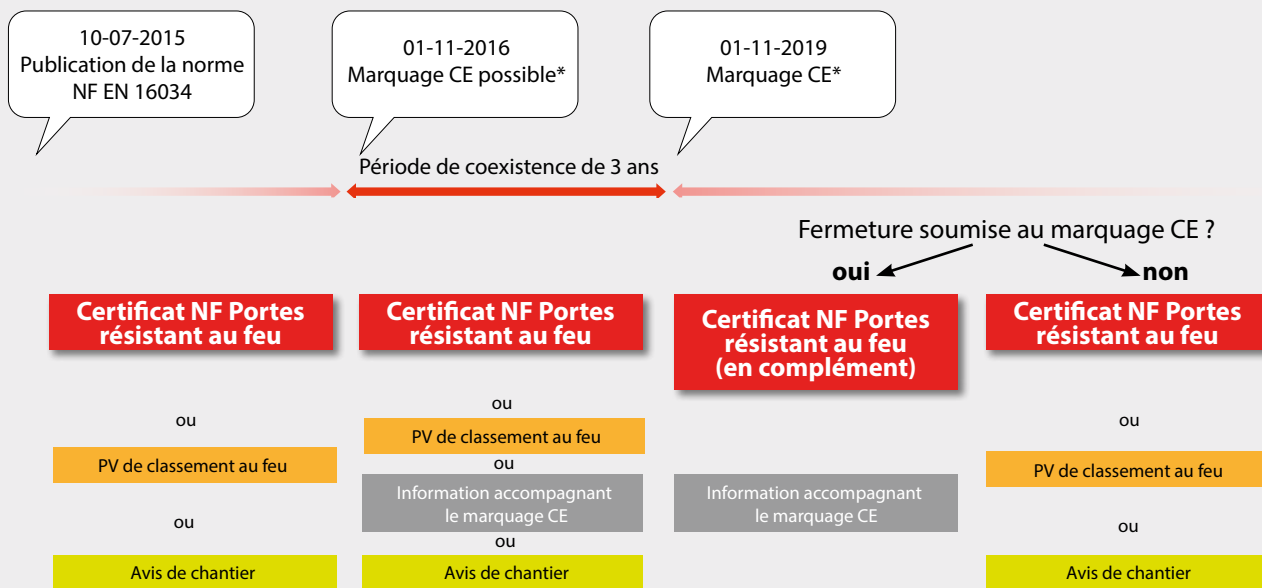 10-07-2015
Publication de la norme
NF EN 16034
01-11-2016
Marquage CE possible*
01-11-2019
Marquage CE*
Période de coexistence de 3 ans
Fermeture soumise au marquage CE ?
oui
non
Certificat NF Portes
résistant au feu
ou
PV de classement au feu
ou
Avis de chantier
Certificat NF Portes
résistant au feu
ou
PV de classement au feu
ou
Information accompagnant
le marquage CE
ou
Avis de chantier
Certificat NF Portes
résistant au feu
(en complément)
Information accompagnant
le marquage CE
Certificat NF Portes
résistant au feu
ou
PV de classement au feu
ou
Avis de chantier